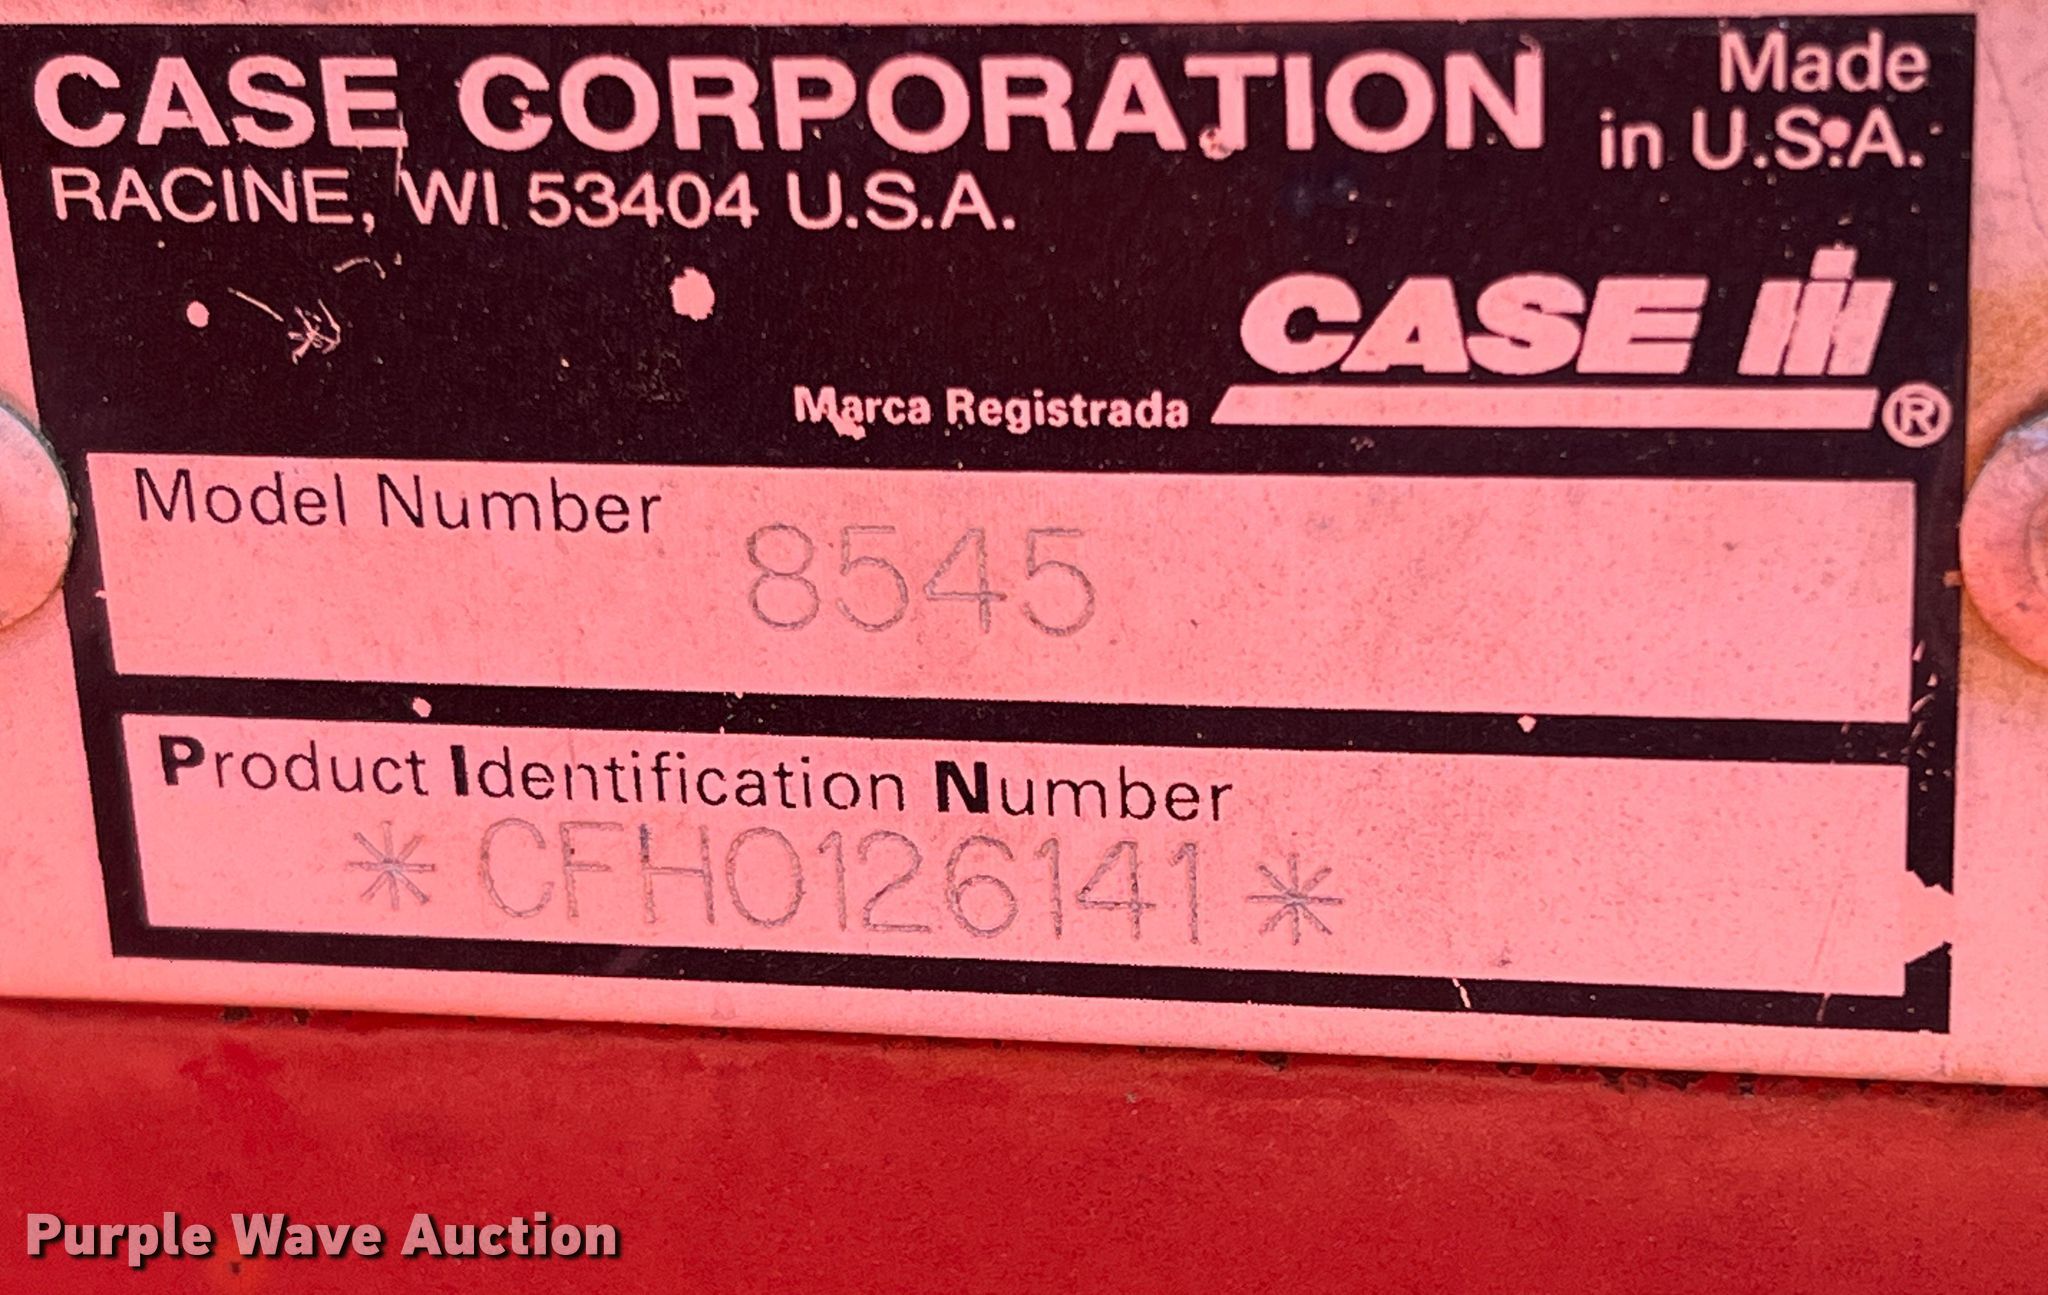 CASE CORPORATION
Made
in U.S.A.
RACINE, WI 53404 U.S.A.
CASE IH
Marca Registrada ®
Model Number
8545
Product Identification Number
*CFH0126141*
Purple Wave Auction